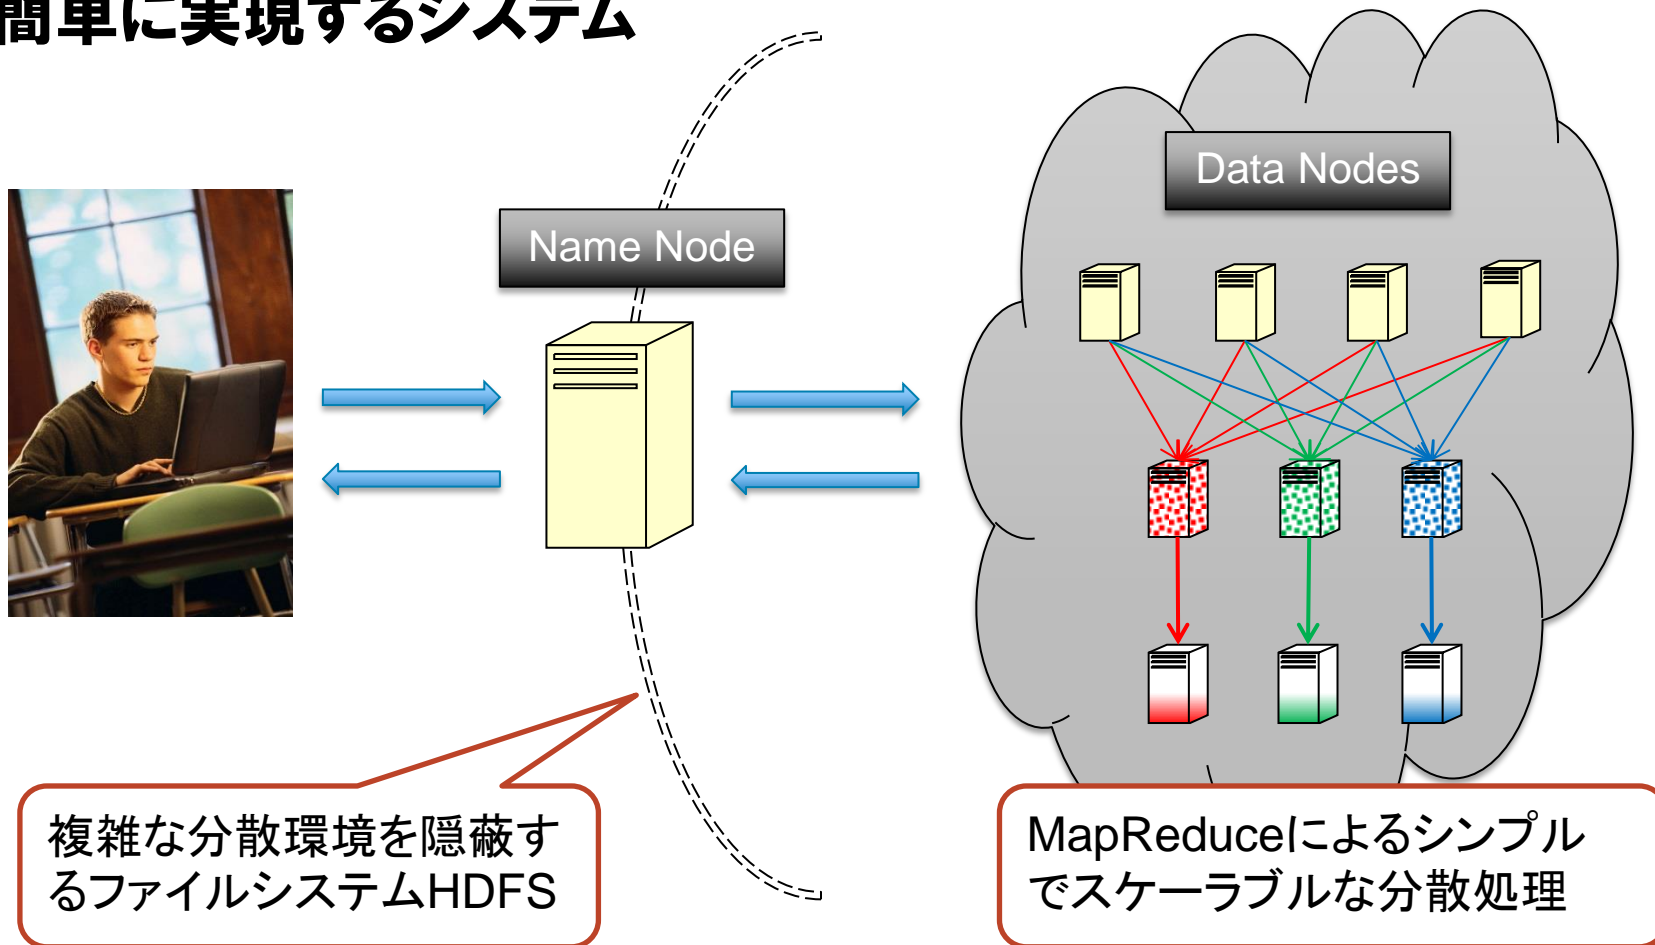 簡単に実現するシステム
Data Nodes
Name Node
複雑な分散環境を隠蔽す
るファイルシステムHDFS
MapReduceによるシンプル
でスケーラブルな分散処理